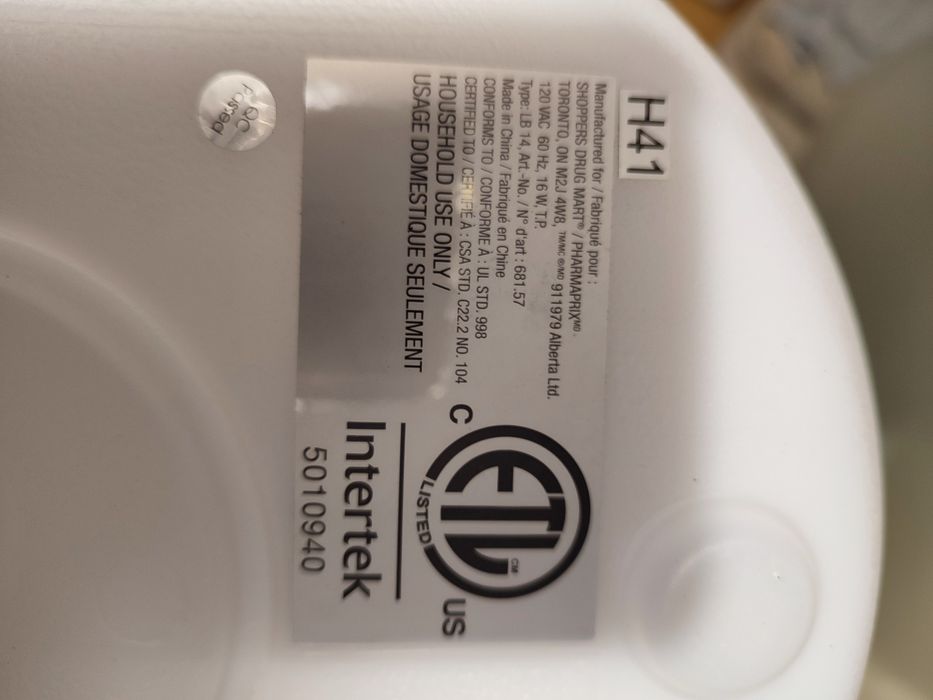 H41
Manufactured for / Fabriqué pour :
SHOPPERS DRUG MART® / PHARMAPRIX MD.
TORONTO, ON M2J 4W8, TM/MC ®/MD 911979 Alberta Ltd.
120 VAC 60 Hz, 16 W, T.P.
Type: LB 14, Art.-No. / N° d'art : 681.57
Made in China / Fabriqué en Chine
CONFORMS TO / CONFORME À : UL STD. 998
CERTIFIED TO / CERTIFIÉ À : CSA STD. C22.2 NO. 104
HOUSEHOLD USE ONLY /
USAGE DOMESTIQUE SEULEMENT
C ETL CM US
LISTED
Intertek
5010940
QC
Passed